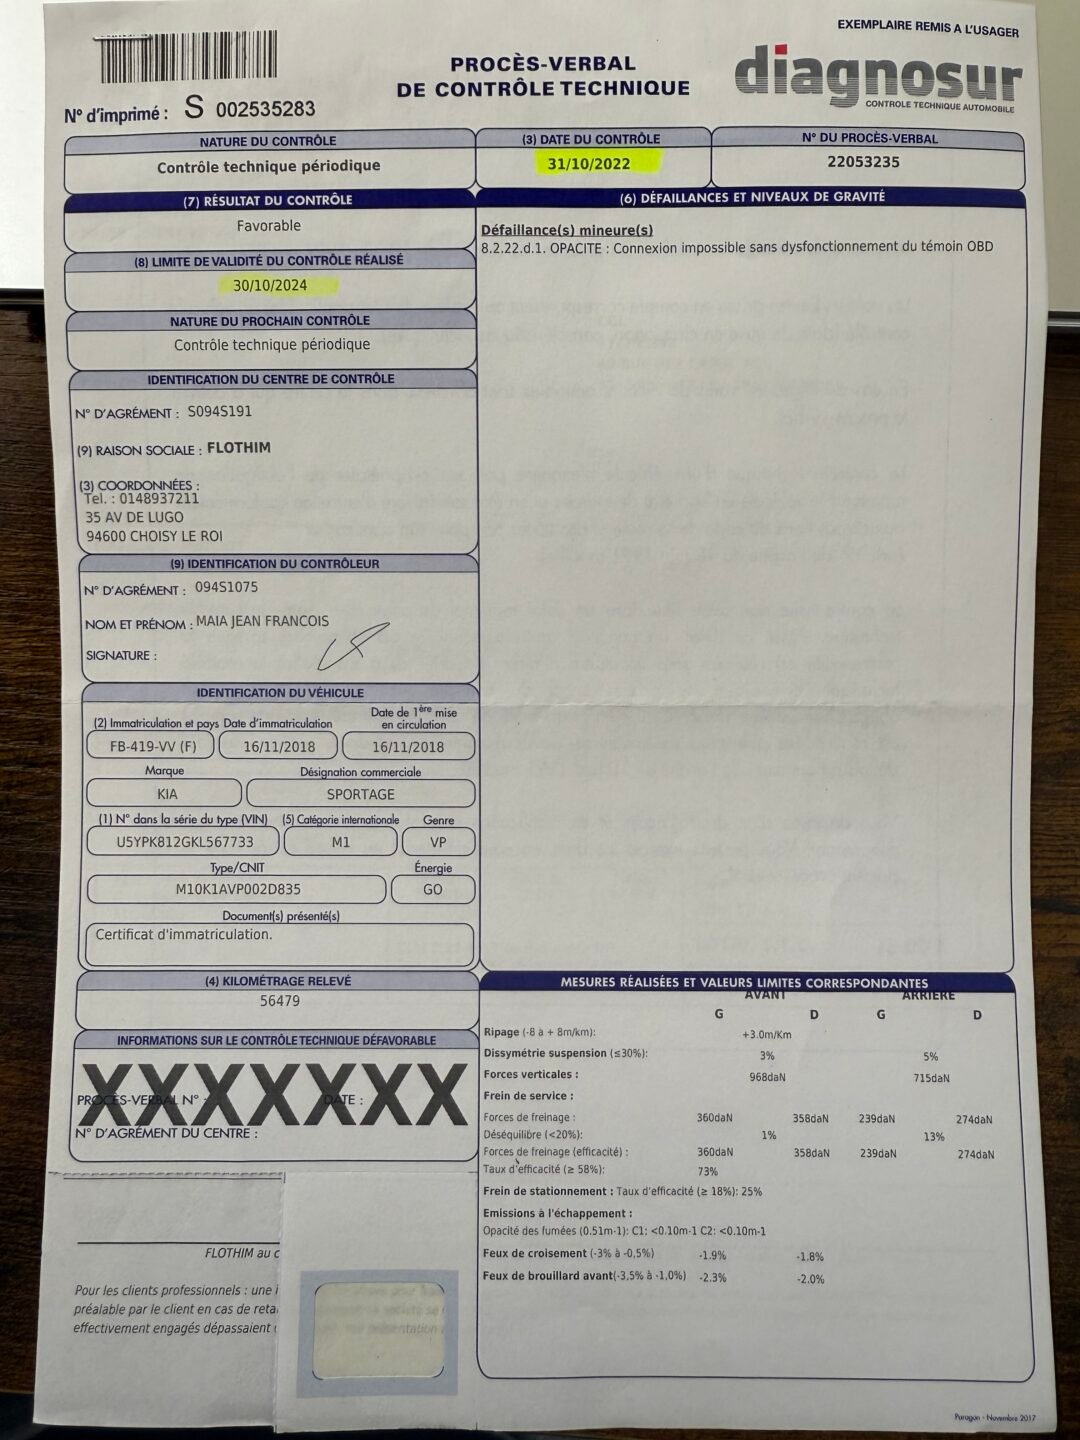 EXEMPLAIRE REMIS A L'USAGER
PROCÈS-VERBAL
DE CONTRÔLE TECHNIQUE
diagnosur
CONTROLE TECHNIQUE AUTOMOBILE
N° d'imprimé : S 002535283
NATURE DU CONTRÔLE
Contrôle technique périodique
(3) DATE DU CONTRÔLE
31/10/2022
N° DU PROCÈS-VERBAL
22053235
(7) RÉSULTAT DU CONTRÔLE
Favorable
(8) LIMITE DE VALIDITÉ DU CONTRÔLE RÉALISÉ
30/10/2024
NATURE DU PROCHAIN CONTRÔLE
Contrôle technique périodique
IDENTIFICATION DU CENTRE DE CONTRÔLE
N° D'AGRÉMENT : S094S191
(9) RAISON SOCIALE : FLOTHIM
(3) COORDONNÉES :
Tel. : 0148937211
35 AV DE LUGO
94600 CHOISY LE ROI
(9) IDENTIFICATION DU CONTRÔLEUR
N° D'AGRÉMENT : 094S1075
NOM ET PRÉNOM : MAIA JEAN FRANCOIS
SIGNATURE :
IDENTIFICATION DU VÉHICULE
(2) Immatriculation et pays Date d'immatriculation Date de 1ère mise en circulation
FB-419-VV (F) 16/11/2018 16/11/2018
Marque Désignation commerciale
KIA SPORTAGE
(1) N° dans la série du type (VIN) (5) Catégorie internationale Genre
U5YPK812GKL567733 M1 VP
Type/CNIT Énergie
M10K1AVP002D835 GO
Document(s) présenté(s)
Certificat d'immatriculation.
(4) KILOMÉTRAGE RELEVÉ
56479
INFORMATIONS SUR LE CONTRÔLE TECHNIQUE DÉFAVORABLE
XXXXXXX
PROCÈS-VERBAL N° : DATE :
N° D'AGRÉMENT DU CENTRE :
(6) DÉFAILLANCES ET NIVEAUX DE GRAVITÉ
Défaillance(s) mineure(s)
8.2.22.d.1. OPACITE : Connexion impossible sans dysfonctionnement du témoin OBD
MESURES RÉALISÉES ET VALEURS LIMITES CORRESPONDANTES
AVANT ARRIERE
G D G D
Ripage (-8 à + 8m/km): +3.0m/Km
Dissymétrie suspension (≤30%): 3% 5%
Forces verticales : 968daN 715daN
Frein de service :
Forces de freinage : 360daN 358daN 239daN 274daN
Déséquilibre (<20%): 1% 13%
Forces de freinage (efficacité) : 360daN 358daN 239daN 274daN
Taux d'efficacité (≥ 58%): 73%
Frein de stationnement : Taux d'efficacité (≥ 18%): 25%
Emissions à l'échappement :
Opacité des fumées (0.51m-1): C1: <0.10m-1 C2: <0.10m-1
Feux de croisement (-3% à -0,5%) -1.9% -1.8%
Feux de brouillard avant(-3,5% à -1,0%) -2.3% -2.0%
FLOTHIM au c
Pour les clients professionnels : une i
préalable par le client en cas de reta
effectivement engagés dépassaient
Paragon - Novembre 2017